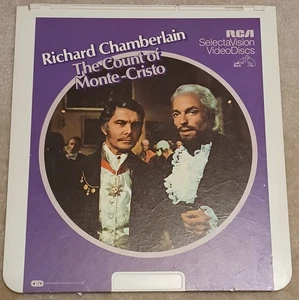 Richard Chamberlain
The Count of
Monte-Cristo
RCA
SelectaVision
VideoDiscs